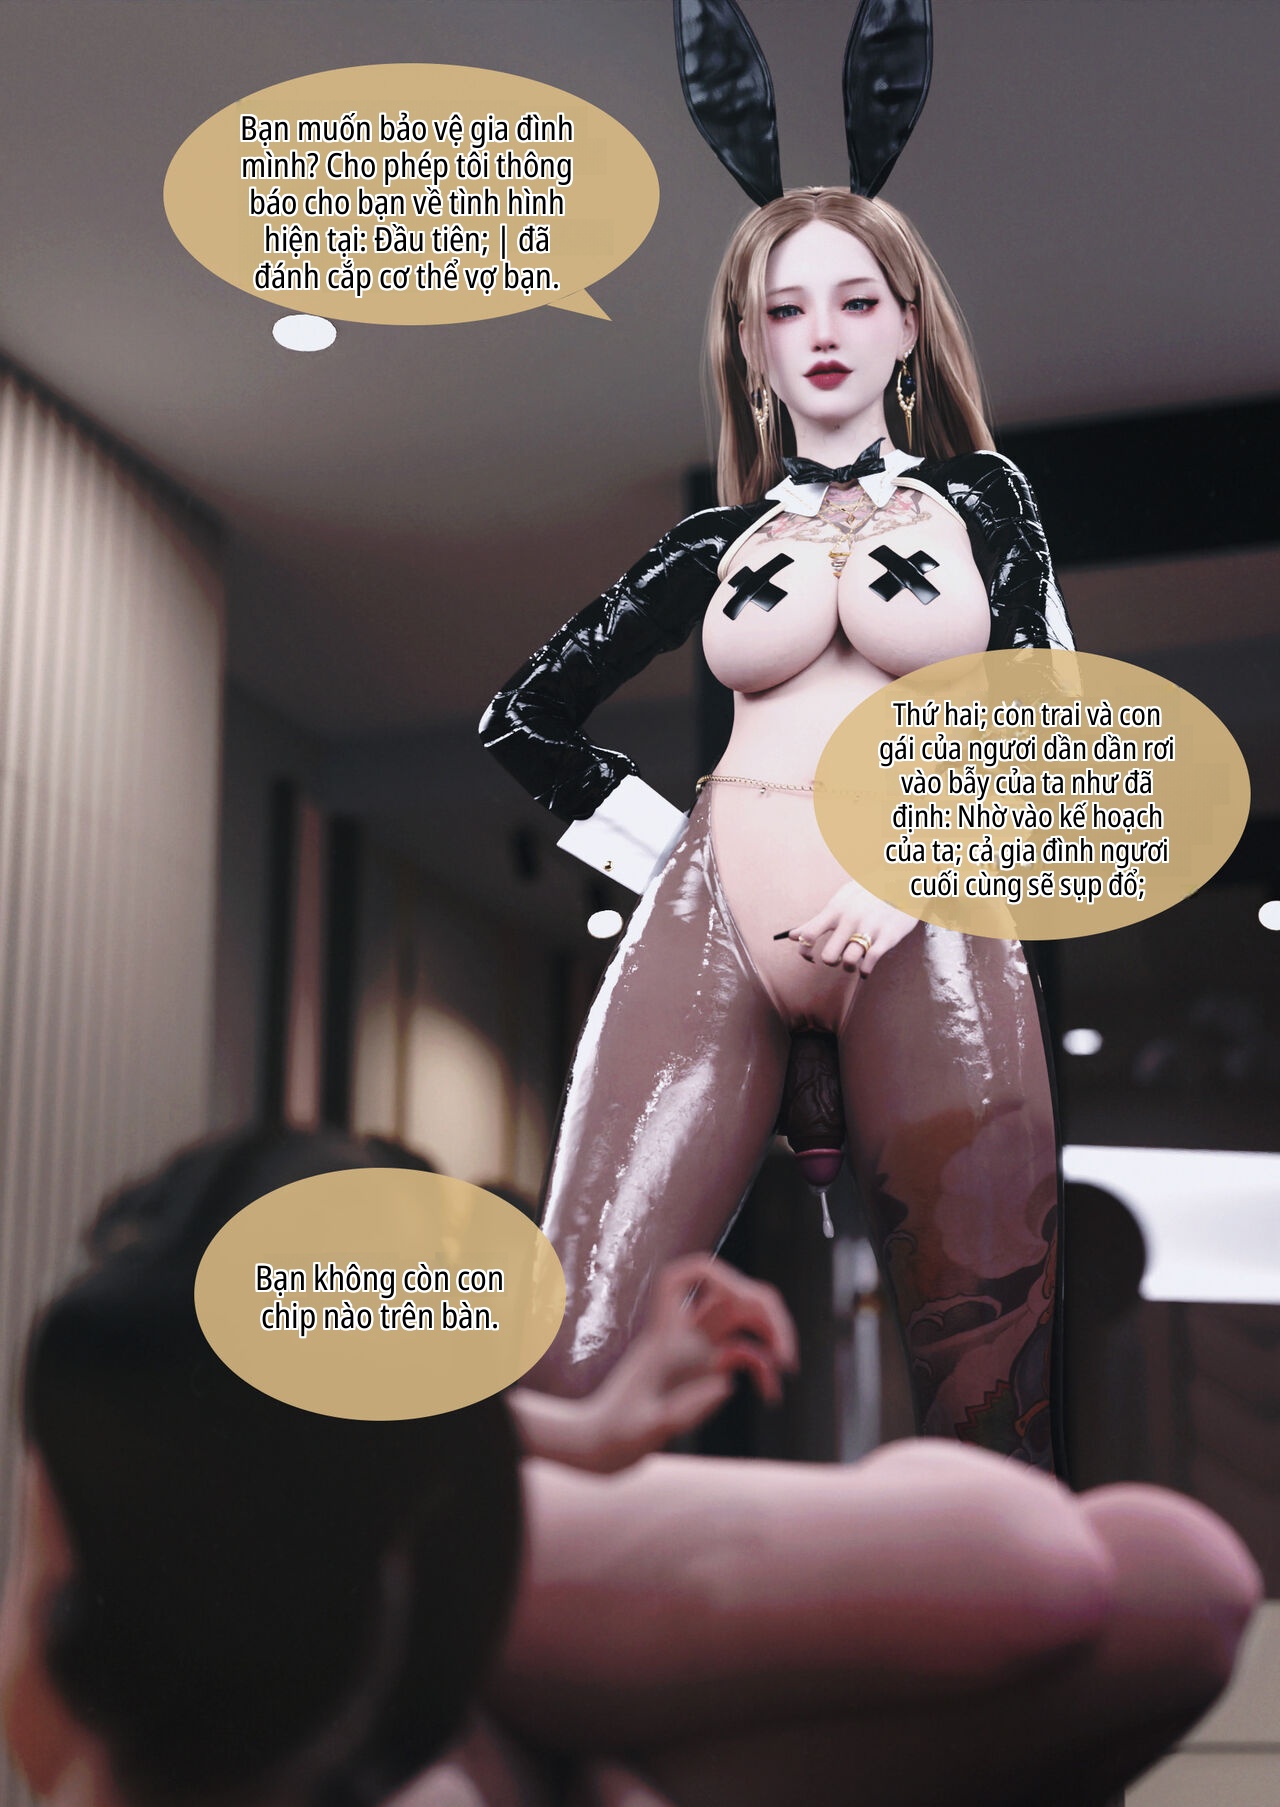 Bạn muốn bảo vệ gia đình
mình? Cho phép tôi thông
báo cho bạn về tình hình
hiện tại: Đầu tiên; | đã
đánh cắp cơ thể vợ bạn.
Thứ hai; con trai và con
gái của ngươi dần dần rơi
vào bẫy của ta như đã
định: Nhờ vào kế hoạch
của ta; cả gia đình ngươi
cuối cùng sẽ sụp đổ;
Bạn không còn con
chip nào trên bàn.